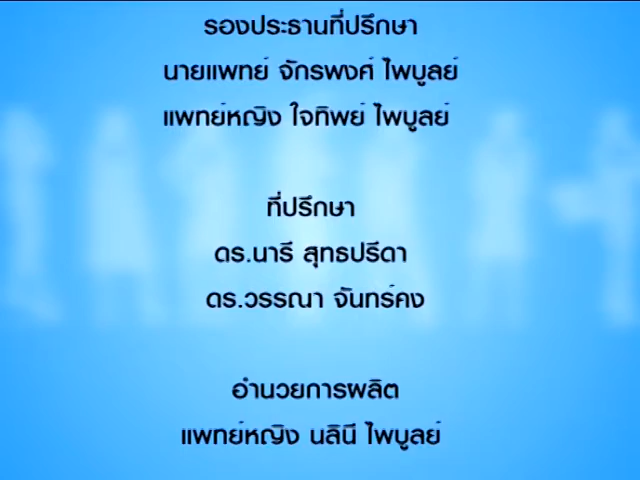 รองประธานที่ปรึกษา
นายแพทย์ จักรพงศ์ ไพบูลย์
แพทย์หญิง ใจทิพย์ ไพบูลย์
ที่ปรึกษา
ดร.นารี สุทธปรีดา
ดร.วรรณา จันทร์คง
อำนวยการผลิต
แพทย์หญิง นลินี ไพบูลย์